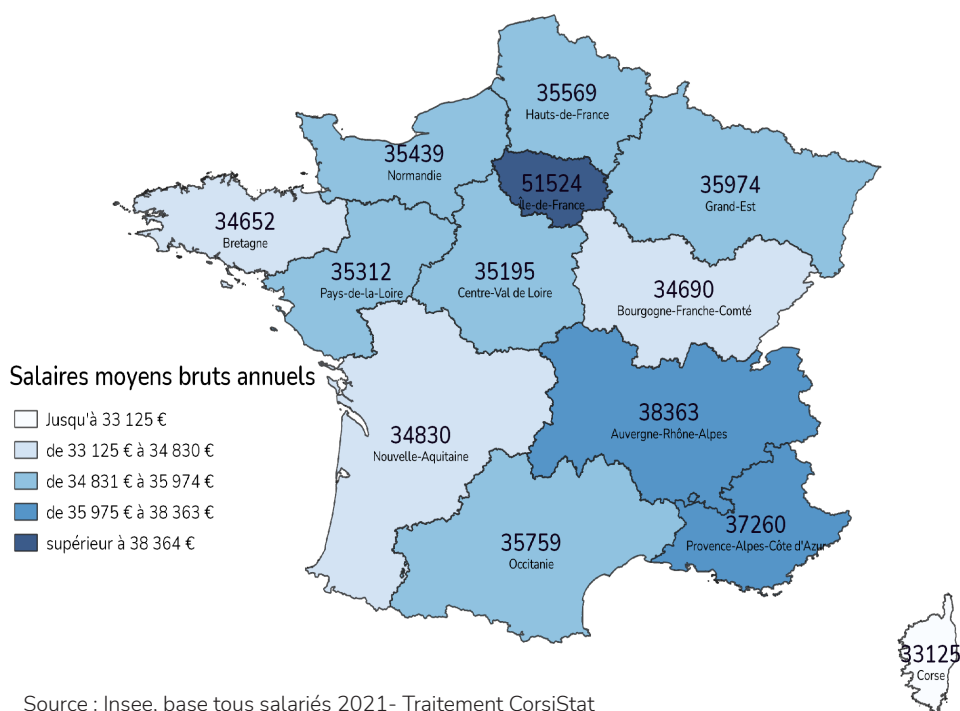 35569
Hauts-de-France
35439
Normandie
51524
Île-de-France
35974
Grand-Est
34652
Bretagne
35312
Pays-de-la-Loire
35195
Centre-Val de Loire
34690
Bourgogne-Franche-Comté
Salaires moyens bruts annuels
Jusqu'à 33 125 €
de 33 125 € à 34 830 €
de 34 831 € à 35 974 €
de 35 975 € à 38 363 €
supérieur à 38 364 €
38363
Auvergne-Rhône-Alpes
34830
Nouvelle-Aquitaine
37260
Provence-Alpes-Côte d'Azur
35759
Occitanie
33125
Corse
Source : Insee, base tous salariés 2021- Traitement CorsiStat